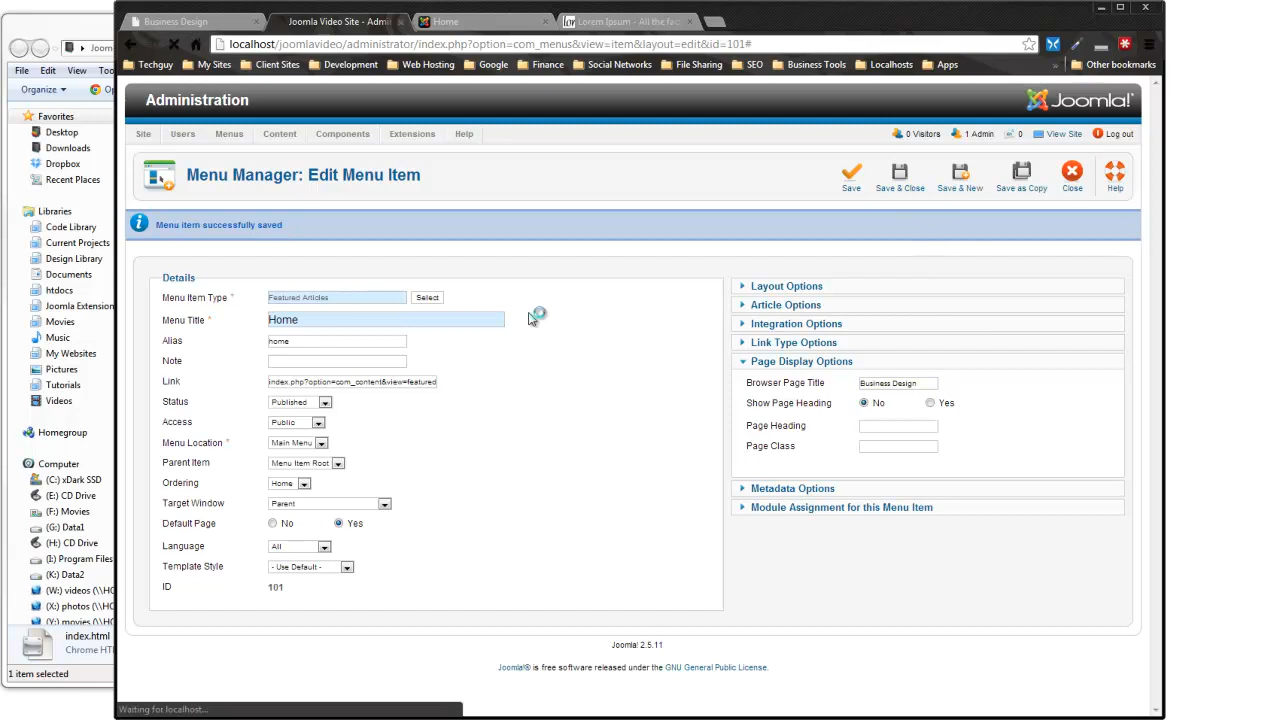 Business Design
Joomla Video Site - Admi
Home
Lorem Ipsum - All the fac
Joom
localhost/joomlavideo/administrator/index.php?option=com_menus&view=item&layout=edit&id=101#
Techguy
My Sites
Client Sites
Development
Web Hosting
Google
Finance
Social Networks
File Sharing
SEO
Business Tools
Localhosts
Apps
Other bookmarks
File Edit View Too
Organize
Favorites
Desktop
Downloads
Dropbox
Recent Places
Libraries
Code Library
Current Projects
Design Library
Documents
htdocs
Joomla Extension
Movies
Music
My Websites
Pictures
Tutorials
Videos
Homegroup
Computer
(C:) xDark SSD
(E:) CD Drive
(F:) Movies
(G:) Data1
(H:) CD Drive
(I:) Program Files
(K:) Data2
(W:) videos (\\HO
(X:) photos (\\HO
(Y:) movies (\\HO
index.html
Chrome HTM
1 item selected
Administration
Joomla!
Site Users Menus Content Components Extensions Help
0 Visitors 1 Admin 0 View Site Log out
Menu Manager: Edit Menu Item
Save Save & Close Save & New Save as Copy Close Help
Menu item successfully saved
Details
Menu Item Type * Featured Articles Select
Menu Title * Home
Alias home
Note
Link index.php?option=com_content&view=featured
Status Published
Access Public
Menu Location * Main Menu
Parent Item Menu Item Root
Ordering Home
Target Window Parent
Default Page No Yes
Language All
Template Style - Use Default -
ID 101
Layout Options
Article Options
Integration Options
Link Type Options
Page Display Options
Browser Page Title Business Design
Show Page Heading No Yes
Page Heading
Page Class
Metadata Options
Module Assignment for this Menu Item
Joomla! 2.5.11
Joomla!® is free software released under the GNU General Public License.
Waiting for localhost...